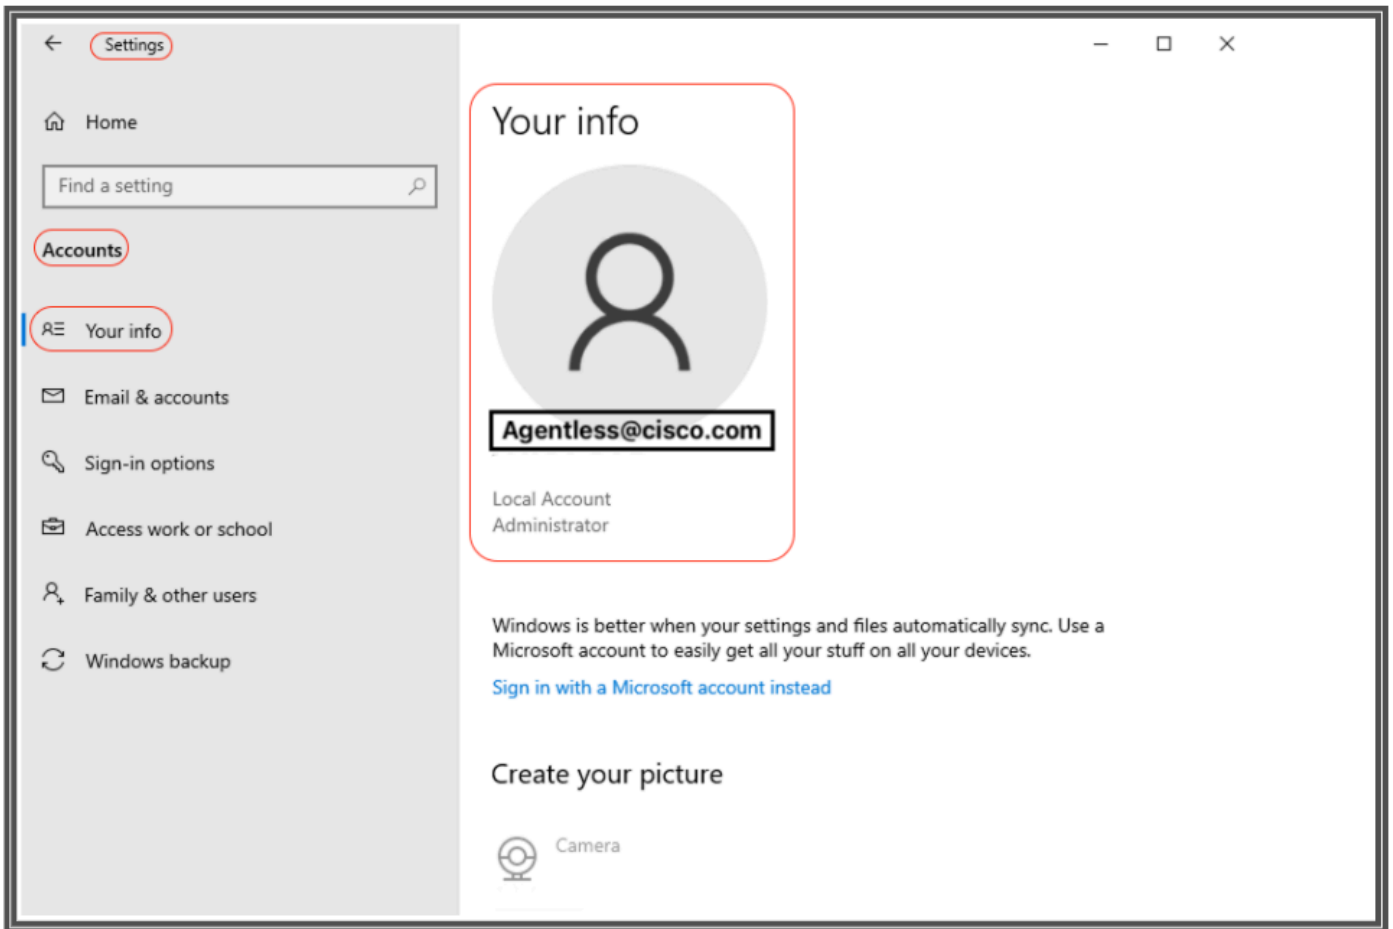 Settings
Home
Find a setting
Accounts
Your info
Email & accounts
Sign-in options
Access work or school
Family & other users
Windows backup
Your info
Agentless@cisco.com
Local Account
Administrator
Windows is better when your settings and files automatically sync. Use a
Microsoft account to easily get all your stuff on all your devices.
Sign in with a Microsoft account instead
Create your picture
Camera